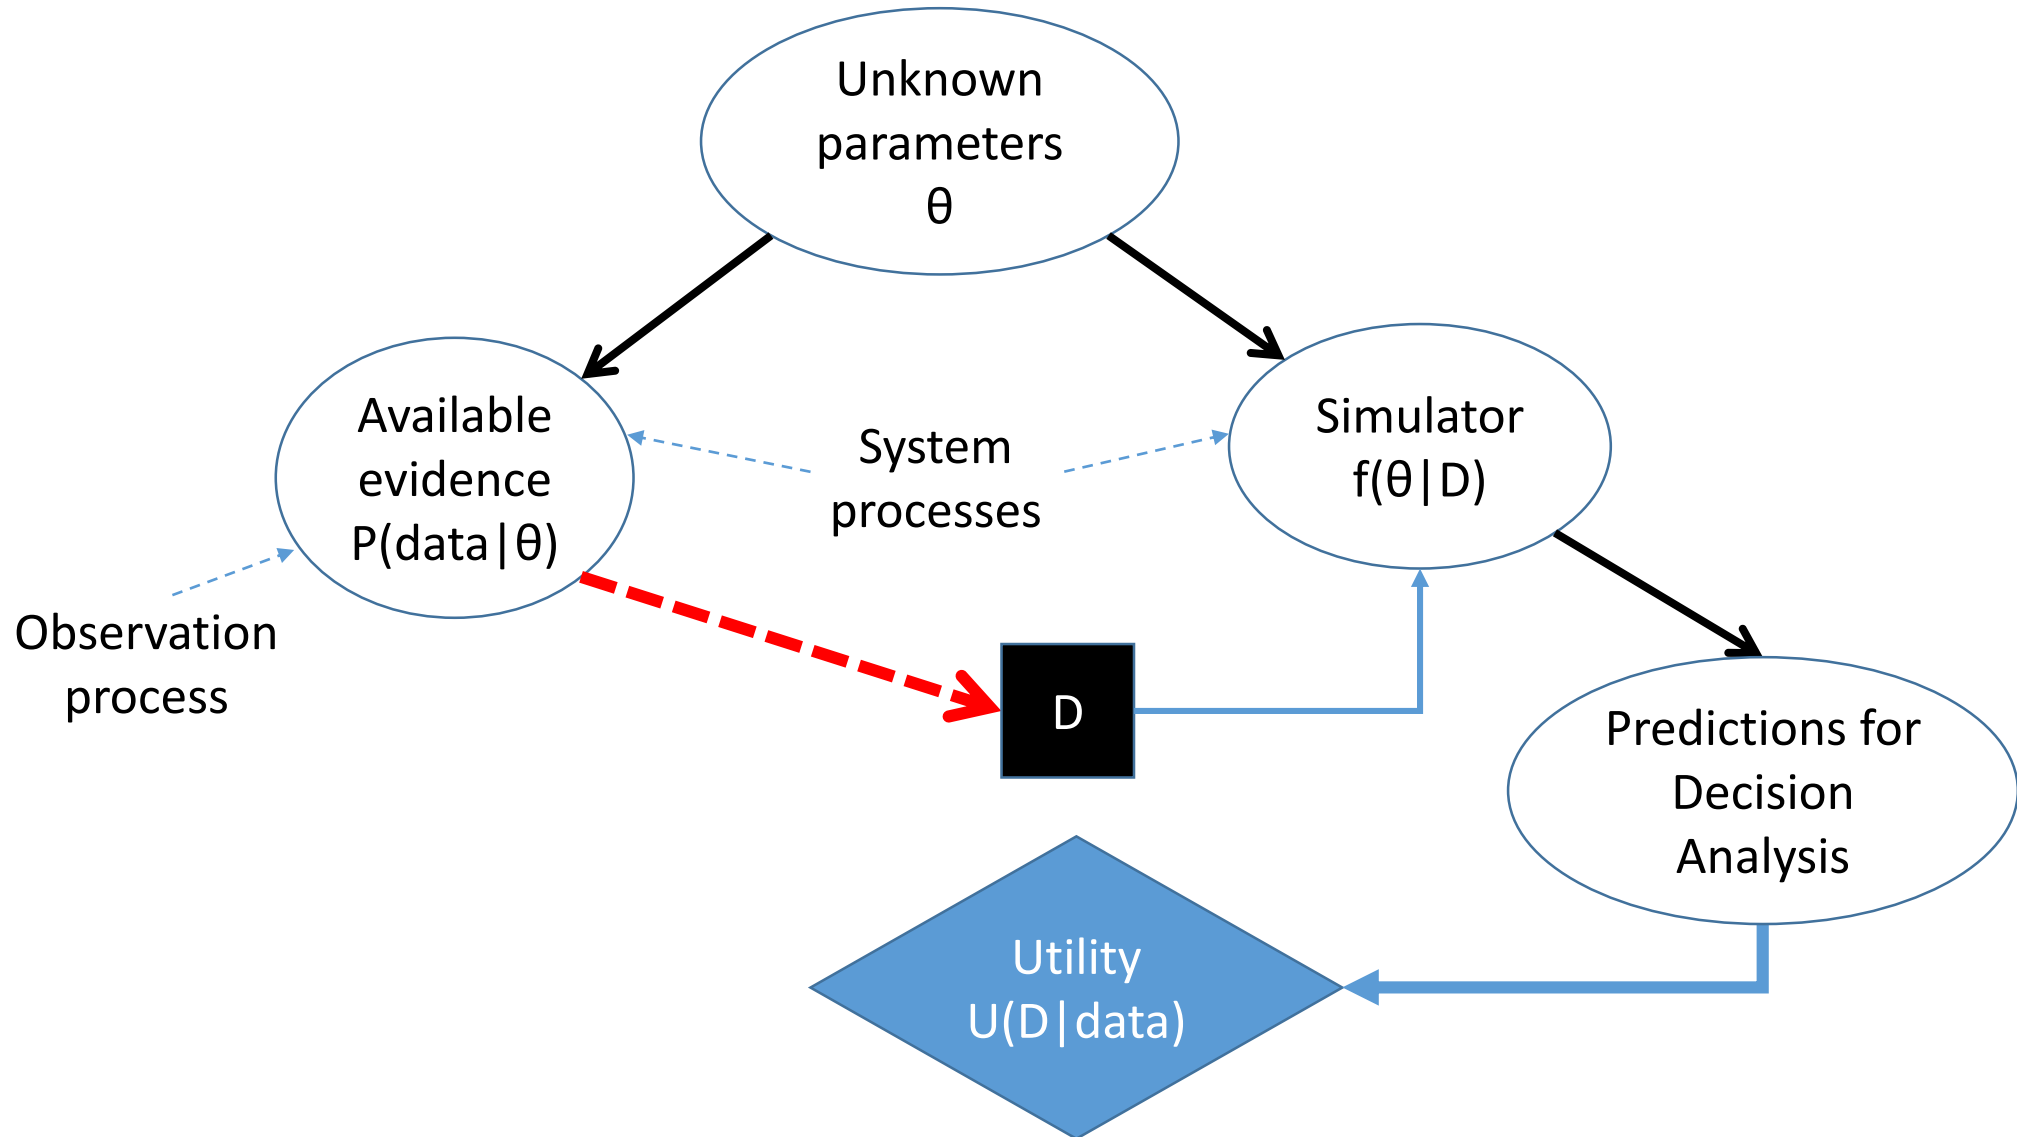 Unknown
parameters
θ
Available
evidence
P(data|θ)
System
processes
Simulator
f(θ|D)
Observation
process
D
Predictions for
Decision
Analysis
Utility
U(D|data)